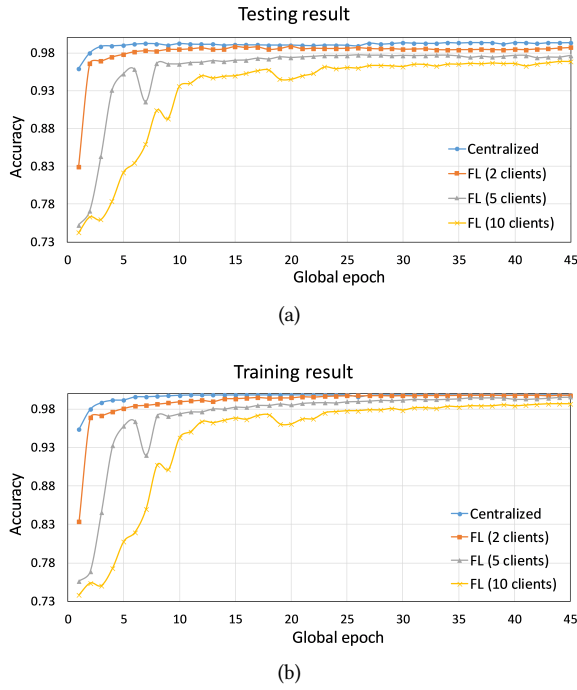 Testing result
0.98
0.93
0.88
0.83
0.78
0.73
Accuracy
Centralized
FL (2 clients)
FL (5 clients)
FL (10 clients)
0 5 10 15 20 25 30 35 40 45
Global epoch
(a)
Training result
0.98
0.93
0.88
0.83
0.78
0.73
Accuracy
Centralized
FL (2 clients)
FL (5 clients)
FL (10 clients)
0 5 10 15 20 25 30 35 40 45
Global epoch
(b)